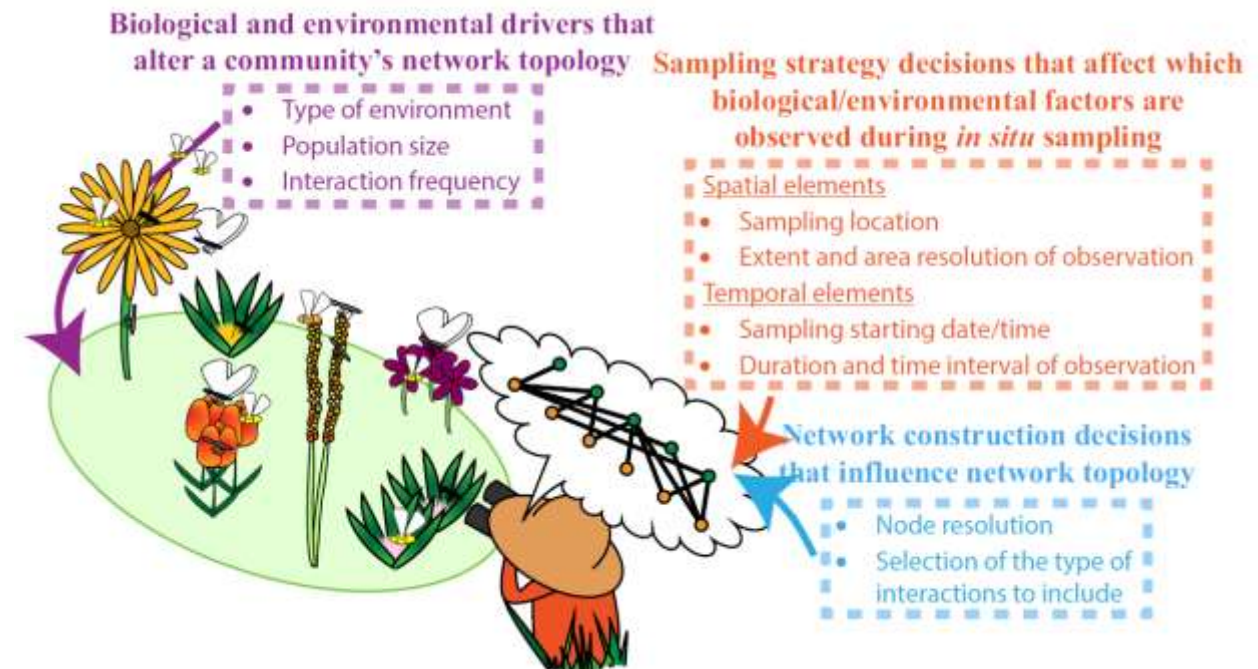 Biological and environmental drivers that
alter a community’s network topology
• Type of environment
• Population size
• Interaction frequency
Sampling strategy decisions that affect which
biological/environmental factors are
observed during in situ sampling
Spatial elements
• Sampling location
• Extent and area resolution of observation
Temporal elements
• Sampling starting date/time
• Duration and time interval of observation
Network construction decisions
that influence network topology
• Node resolution
• Selection of the type of
interactions to include